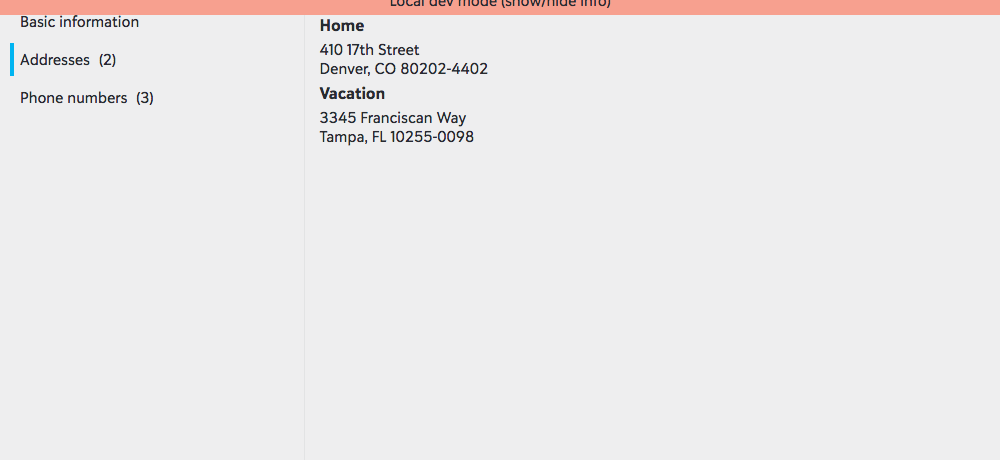 Local dev mode (show/hide info)
Basic information
Addresses (2)
Phone numbers (3)
Home
410 17th Street
Denver, CO 80202-4402
Vacation
3345 Franciscan Way
Tampa, FL 10255-0098